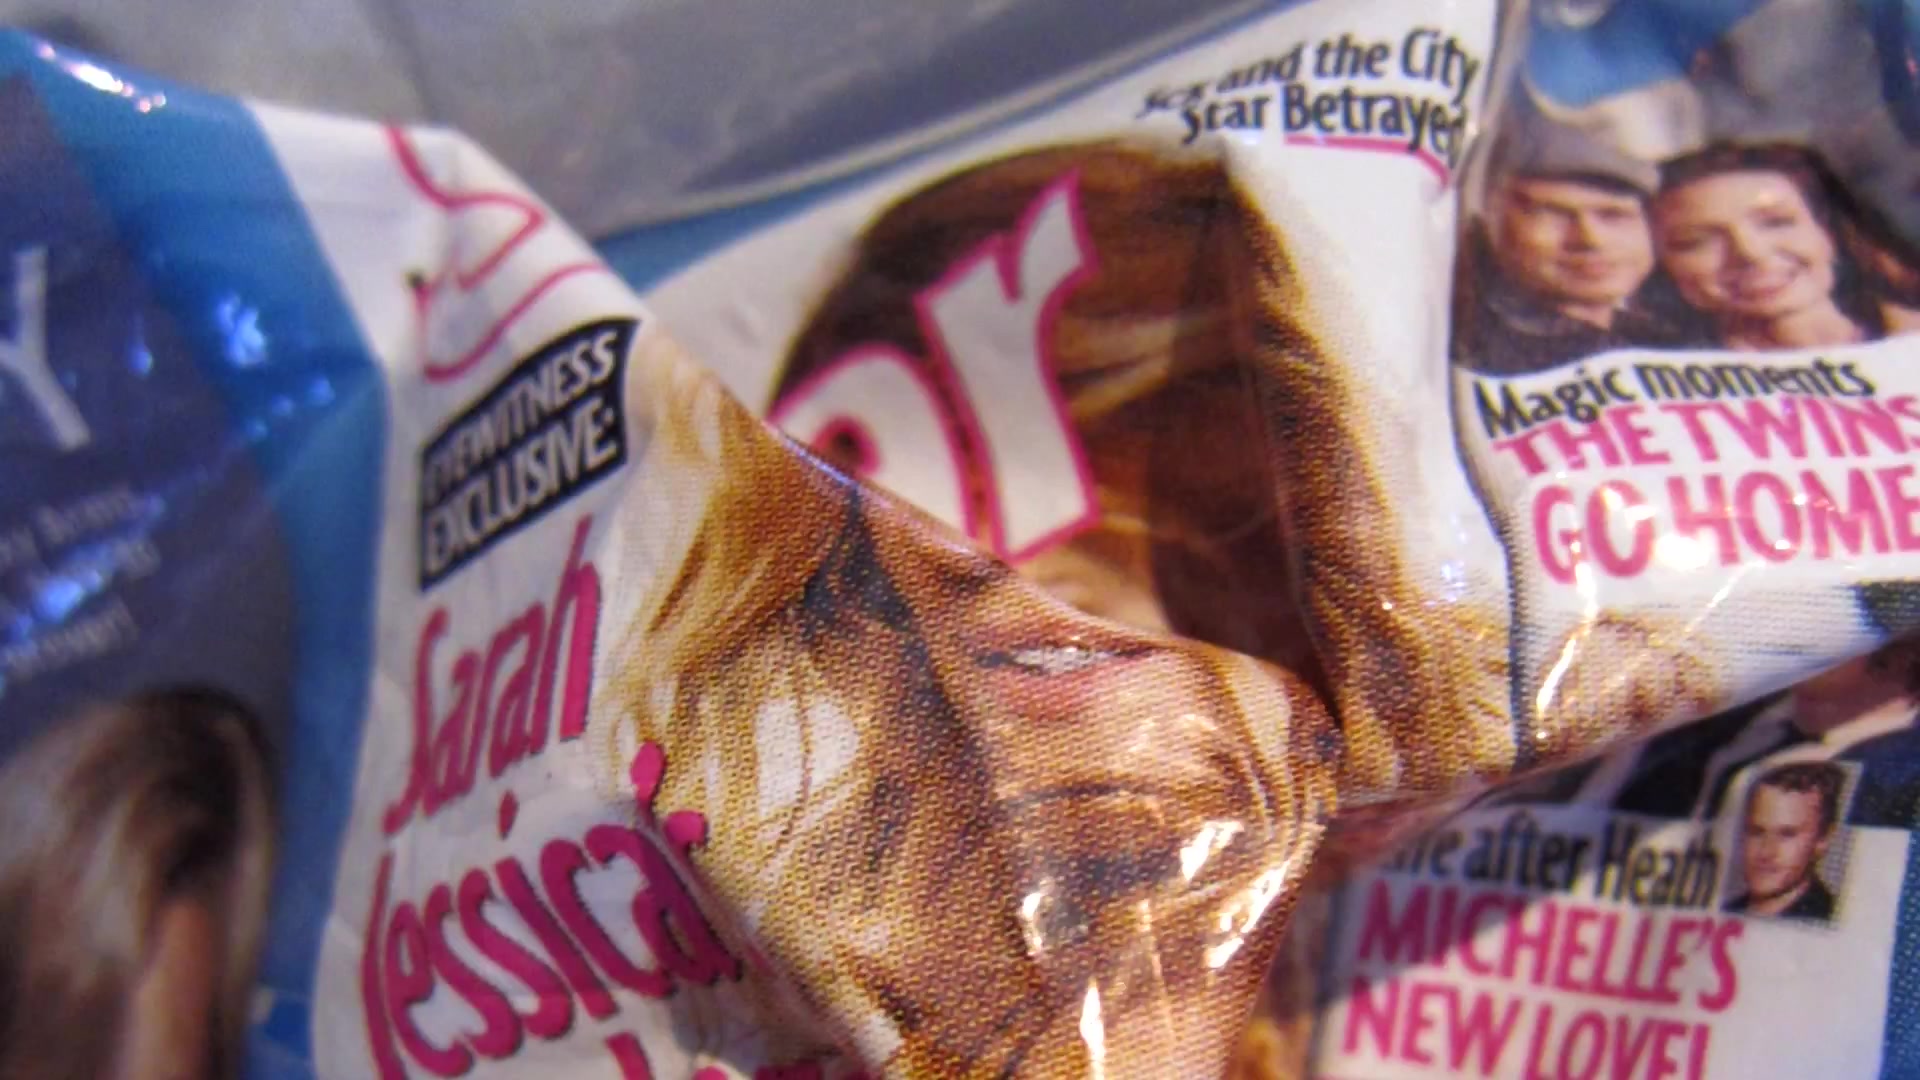 and the City
Star Betrayed
ar
EYEWITNESS
EXCLUSIVE:
Sarah
Jessica's
Magic moments
THE TWINS
GO HOME
after Heath
MICHELLE'S
NEW LOVE!
Y